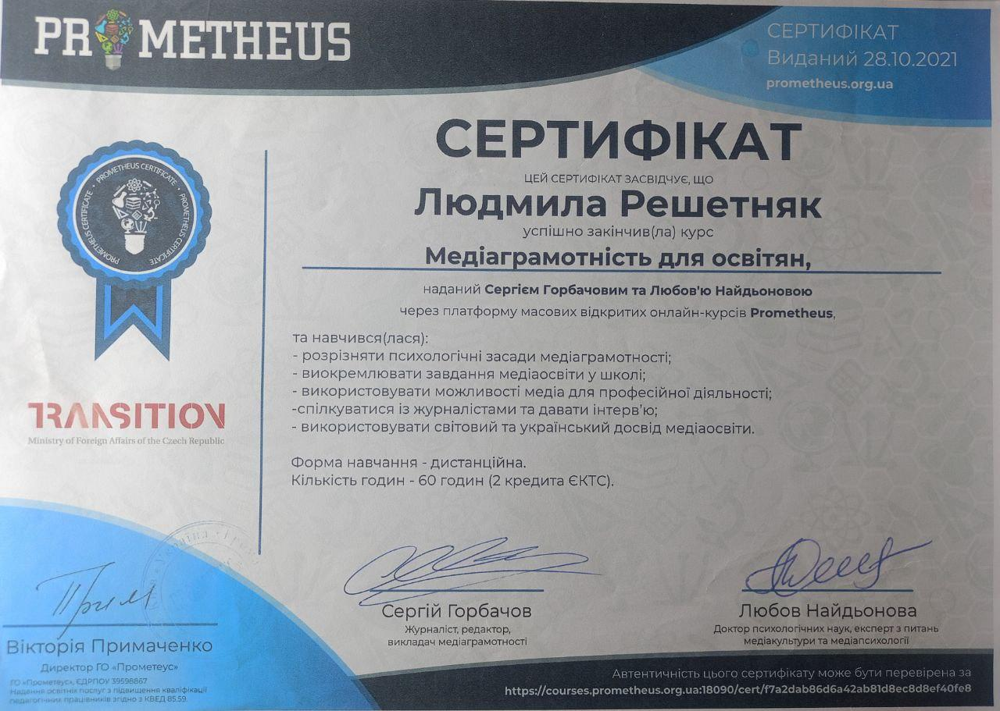 PROMETHEUS
СЕРТИФІКАТ
Виданий 28.10.2021
prometheus.org.ua
PROMETHEUS CERTIFICATE · PROMETHEUS CERTIFICATE · PROMETHEUS CERTIFICATE ·
СЕРТИФІКАТ
ЦЕЙ СЕРТИФІКАТ ЗАСВІДЧУЄ, ЩО
Людмила Решетняк
успішно закінчив(ла) курс
Медіаграмотність для освітян,
наданий Сергієм Горбачовим та Любов'ю Найдьоновою
через платформу масових відкритих онлайн-курсів Prometheus,
та навчився(лася):
- розрізняти психологічні засади медіаграмотності;
- виокремлювати завдання медіаосвіти у школі;
- використовувати можливості медіа для професійної діяльності;
-спілкуватися із журналістами та давати інтерв'ю;
- використовувати світовий та український досвід медіаосвіти.
Форма навчання - дистанційна.
Кількість годин - 60 годин (2 кредита ЄКТС).
TRANSITION
Ministry of Foreign Affairs of the Czech Republic
Вікторія Примаченко
Директор ГО «Прометеус»
ГО «Прометеус», ЄДРПОУ 39598867
Надання освітніх послуг з підвищення кваліфікації
педагогічних працівників згідно з КВЕД 85.59.
Сергій Горбачов
Журналіст, редактор,
викладач медіаграмотності
Любов Найдьонова
Доктор психологічних наук, експерт з питань
медіакультури та медіапсихології
Автентичність цього сертифікату може бути перевірена за
https://courses.prometheus.org.ua:18090/cert/f7a2dab86d6a42ab81d8ec8d8ef40fe8